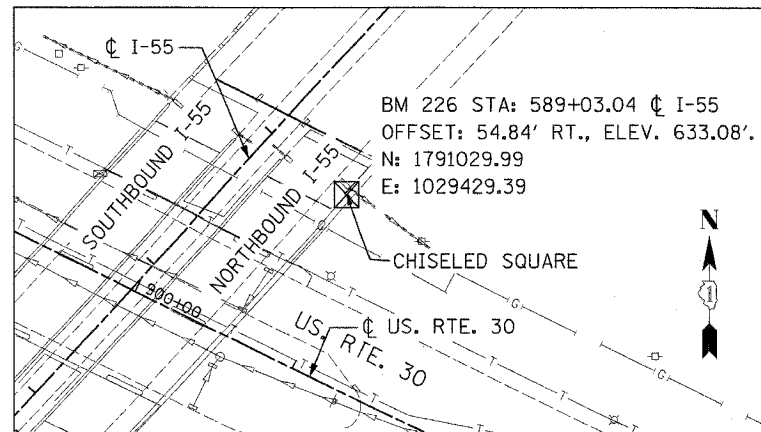 ℄ I-55
BM 226 STA: 589+03.04 ℄ I-55
OFFSET: 54.84' RT., ELEV. 633.08'.
N: 1791029.99
E: 1029429.39
SOUTHBOUND I-55
NORTHBOUND I-55
CHISELED SQUARE
N
1
900+00
℄ US. RTE. 30
US. RTE. 30
G
G
G
G
T
T
T
T
T
T
T